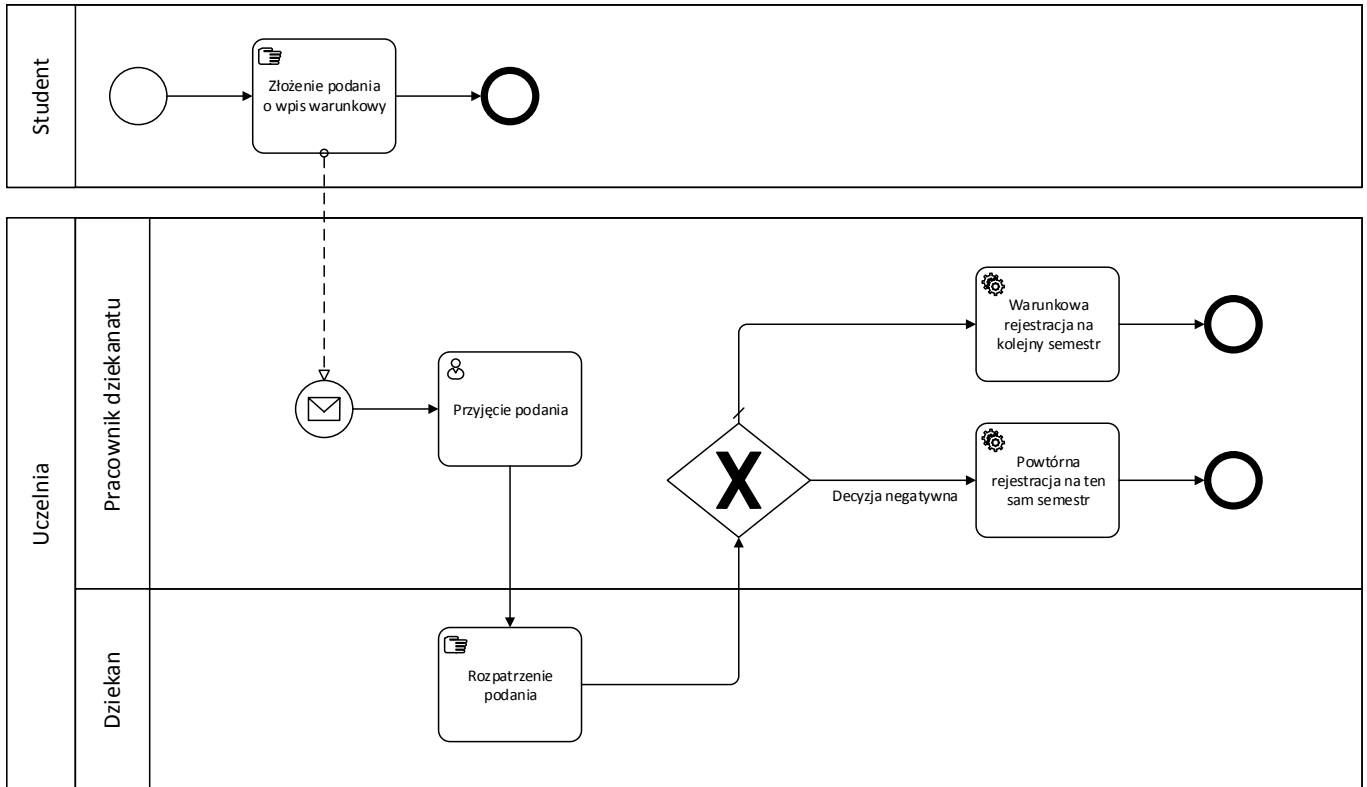 Student
Złożenie podania
o wpis warunkowy
Uczelnia
Pracownik dziekanatu
Przyjęcie podania
X
Decyzja negatywna
Warunkowa
rejestracja na
kolejny semestr
Powtórna
rejestracja na ten
sam semestr
Dziekan
Rozpatrzenie
podania